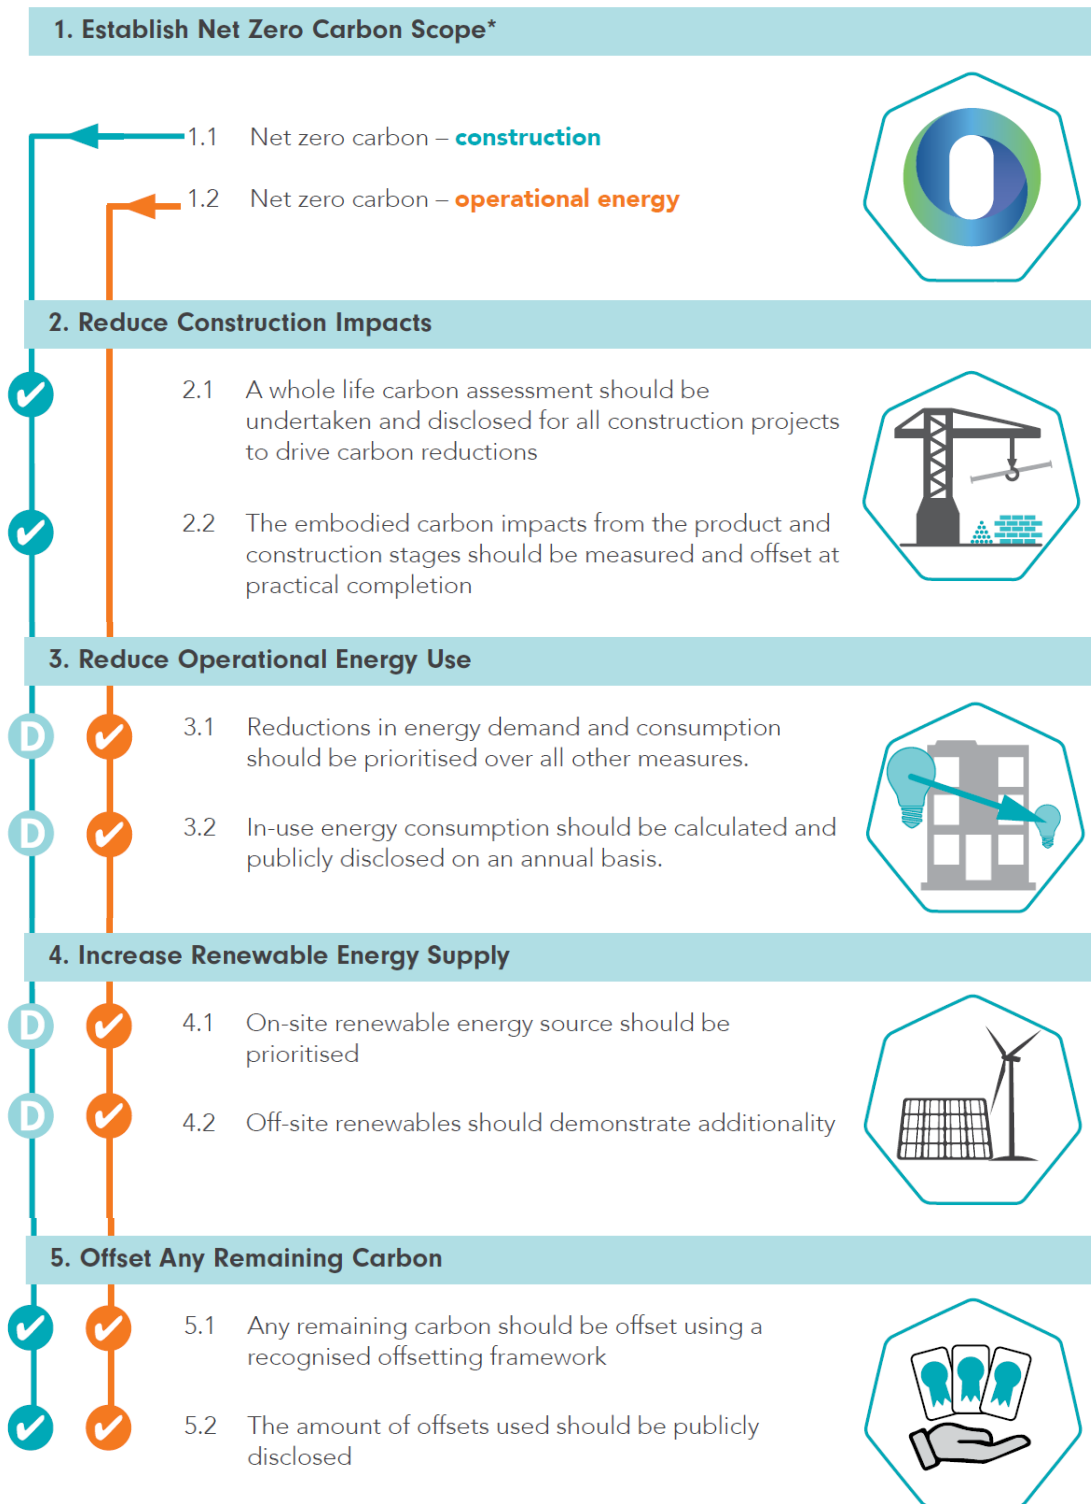 1. Establish Net Zero Carbon Scope*
1.1 Net zero carbon – construction
1.2 Net zero carbon – operational energy
2. Reduce Construction Impacts
2.1 A whole life carbon assessment should be
undertaken and disclosed for all construction projects
to drive carbon reductions
2.2 The embodied carbon impacts from the product and
construction stages should be measured and offset at
practical completion
3. Reduce Operational Energy Use
D 3.1 Reductions in energy demand and consumption
should be prioritised over all other measures.
D 3.2 In-use energy consumption should be calculated and
publicly disclosed on an annual basis.
4. Increase Renewable Energy Supply
D 4.1 On-site renewable energy source should be
prioritised
D 4.2 Off-site renewables should demonstrate additionality
5. Offset Any Remaining Carbon
5.1 Any remaining carbon should be offset using a
recognised offsetting framework
5.2 The amount of offsets used should be publicly
disclosed